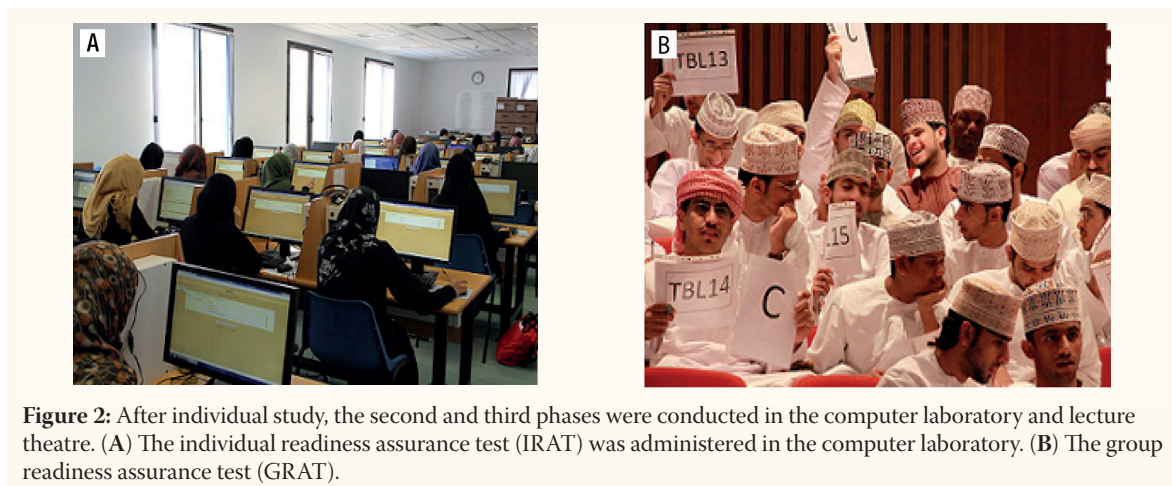 A
B
C
TBL13
L15
TBL14
C
Figure 2: After individual study, the second and third phases were conducted in the computer laboratory and lecture
theatre. (A) The individual readiness assurance test (IRAT) was administered in the computer laboratory. (B) The group
readiness assurance test (GRAT).